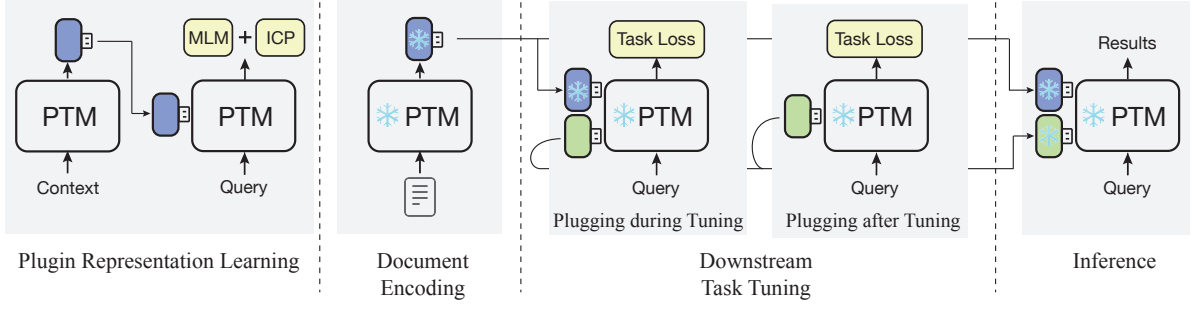 MLM + ICP
PTM
PTM
Context
Query
Plugin Representation Learning
PTM
Document
Encoding
Task Loss
PTM
Query
Plugging during Tuning
Task Loss
PTM
Query
Plugging after Tuning
Downstream
Task Tuning
Results
PTM
Query
Inference